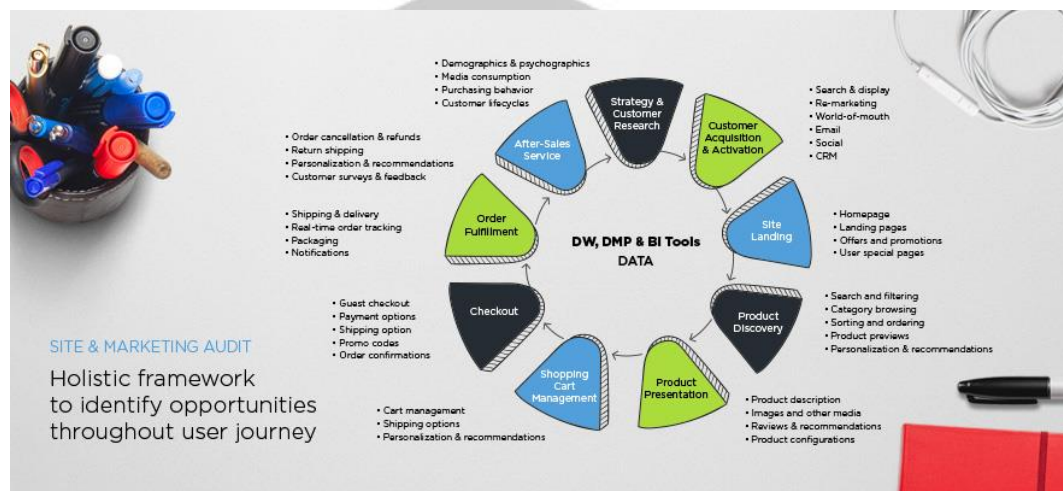 • Demographics & psychographics
• Media consumption
• Purchasing behavior
• Customer lifecycles
Strategy &
Customer
Research
Customer
Acquisition
& Activation
• Search & display
• Re-marketing
• World-of-mouth
• Email
• Social
• CRM
After-Sales
Service
• Order cancellation & refunds
• Return shipping
• Personalization & recommendations
• Customer surveys & feedback
Order
Fulfillment
• Shipping & delivery
• Real-time order tracking
• Packaging
• Notifications
DW, DMP & BI Tools
DATA
Site
Landing
• Homepage
• Landing pages
• Offers and promotions
• User special pages
Checkout
• Guest checkout
• Payment options
• Shipping option
• Promo codes
• Order confirmations
Product
Discovery
• Search and filtering
• Category browsing
• Sorting and ordering
• Product previews
• Personalization & recommendations
SITE & MARKETING AUDIT
Holistic framework
to identify opportunities
throughout user journey
Shopping
Cart
Management
• Cart management
• Shipping options
• Personalization & recommendations
Product
Presentation
• Product description
• Images and other media
• Reviews & recommendations
• Product configurations